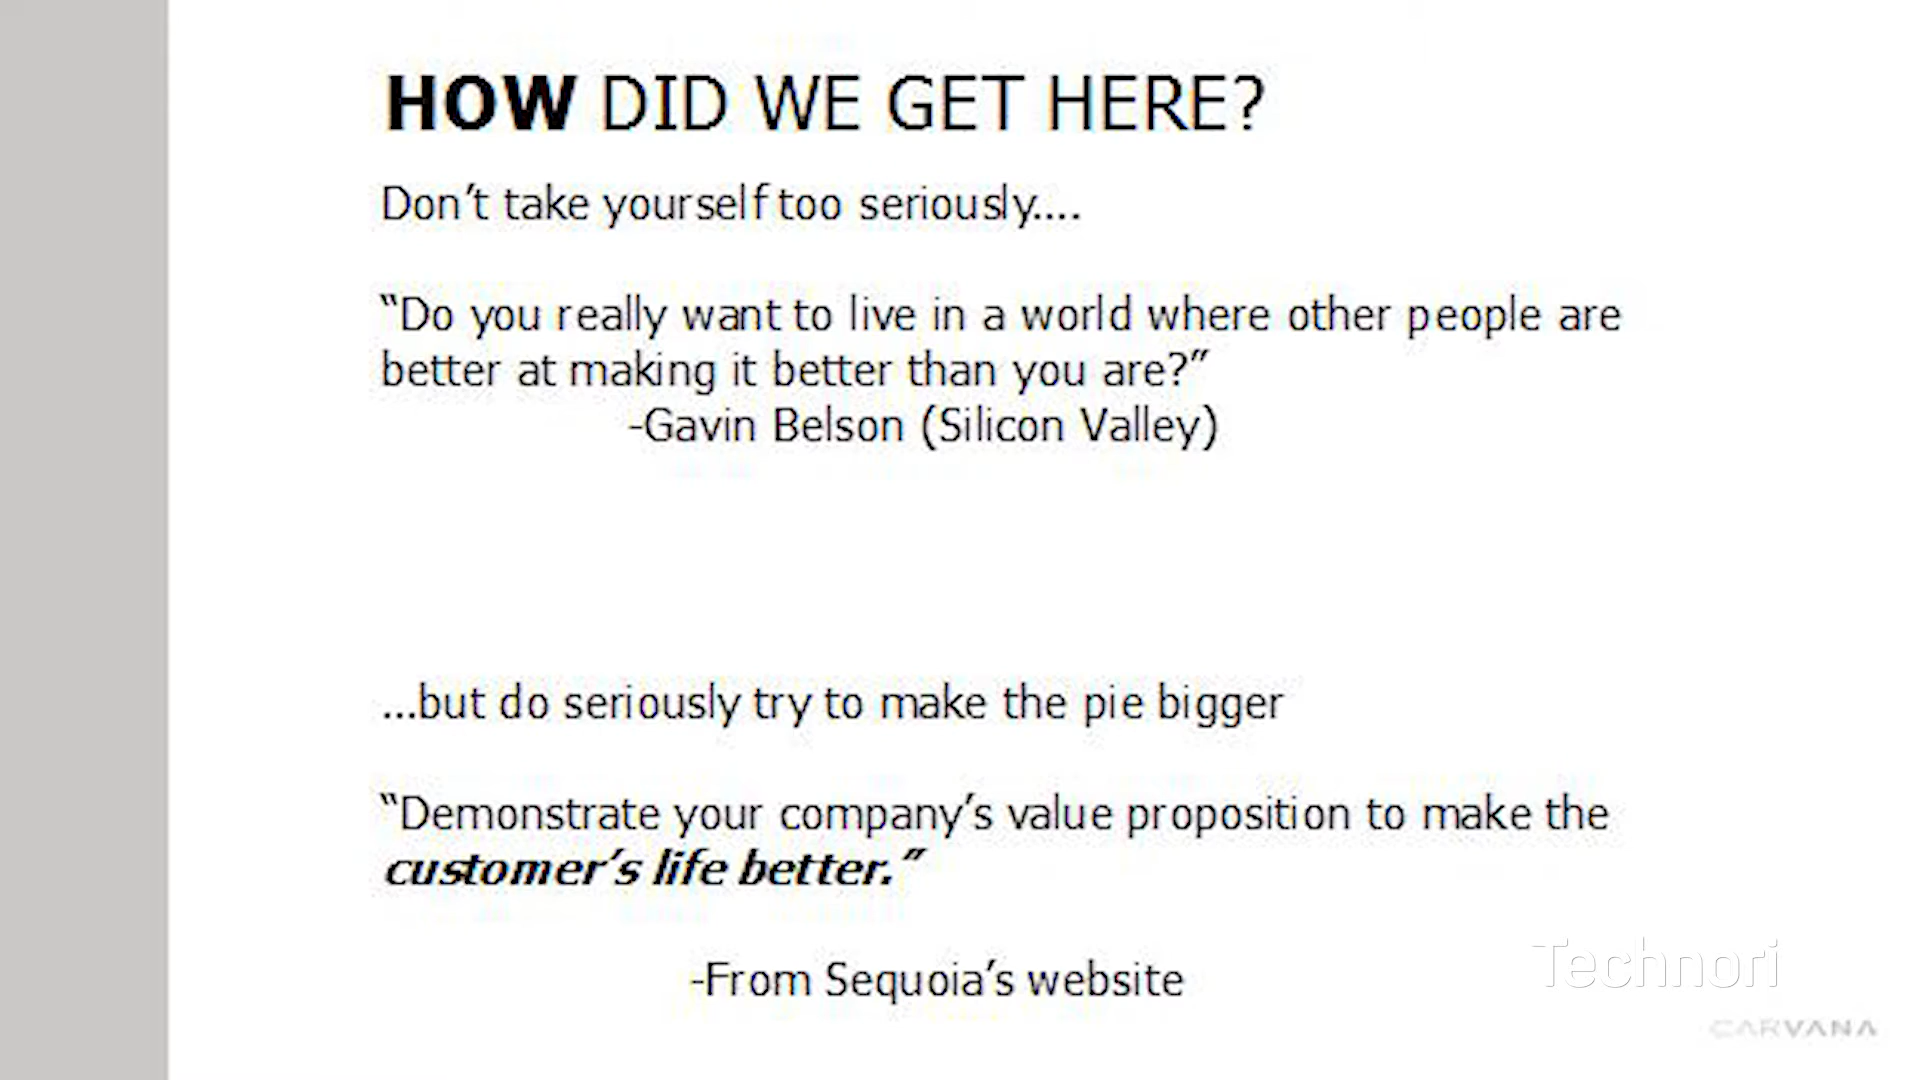 HOW DID WE GET HERE?
Don’t take yourself too seriously....
“Do you really want to live in a world where other people are
better at making it better than you are?”
-Gavin Belson (Silicon Valley)
...but do seriously try to make the pie bigger
“Demonstrate your company’s value proposition to make the
customer’s life better.”
-From Sequoia’s website
Technori
CARVANA